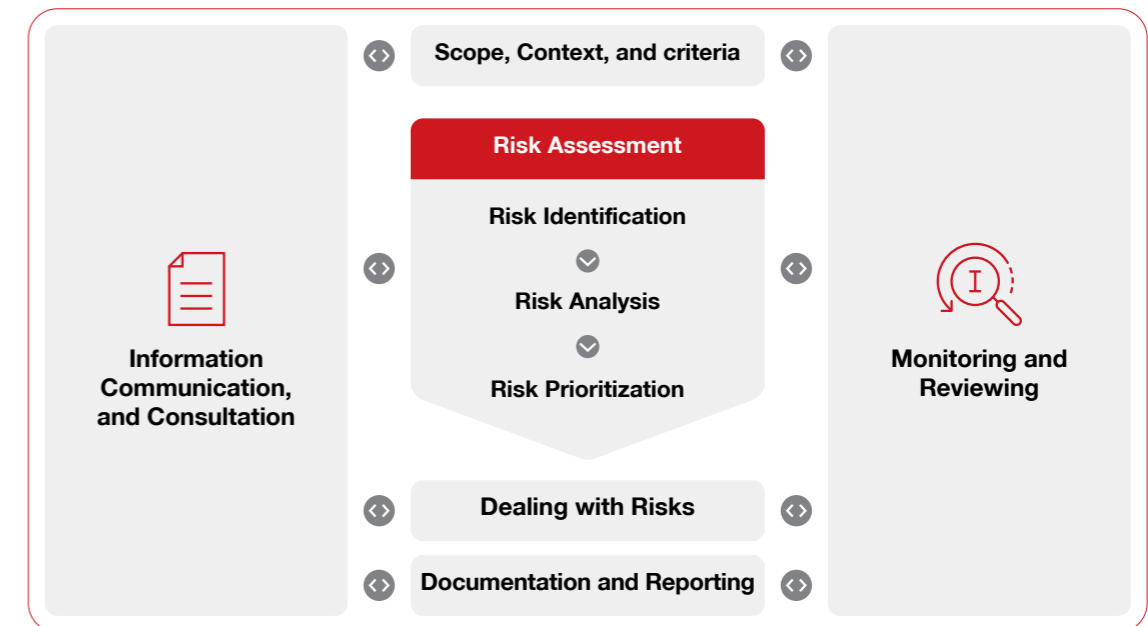 Scope, Context, and criteria
Risk Assessment
Risk Identification
Risk Analysis
Risk Prioritization
Information
Communication,
and Consultation
Monitoring and
Reviewing
Dealing with Risks
Documentation and Reporting